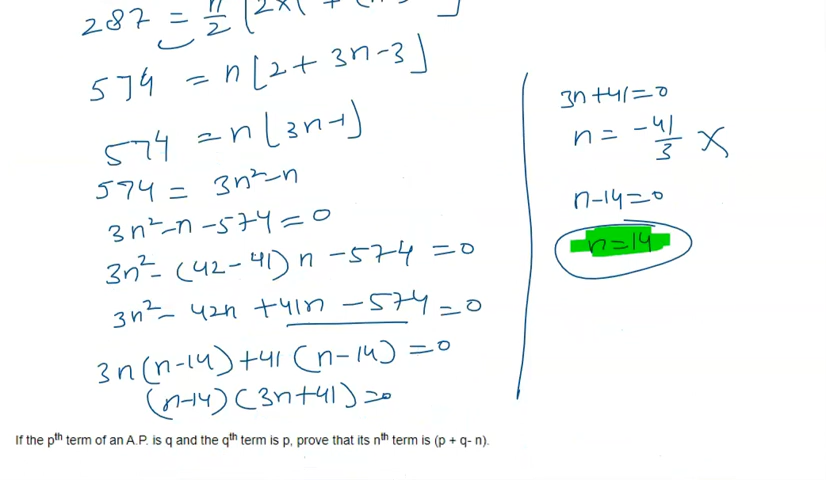 287 = n/2 [2×1 +
574 = n[2 + 3n-3]
574 = n[3n-1]
574 = 3n²-n
3n²-n-574=0
3n²-(42-41)n-574=0
3n²-42n+41n-574=0
3n(n-14)+41(n-14)=0
(n-14)(3n+41)=0
3n+41=0
n = -41/3 ×
n-14=0
n=14
If the pᵗʰ term of an A.P. is q and the qᵗʰ term is p, prove that its nᵗʰ term is (p + q- n).